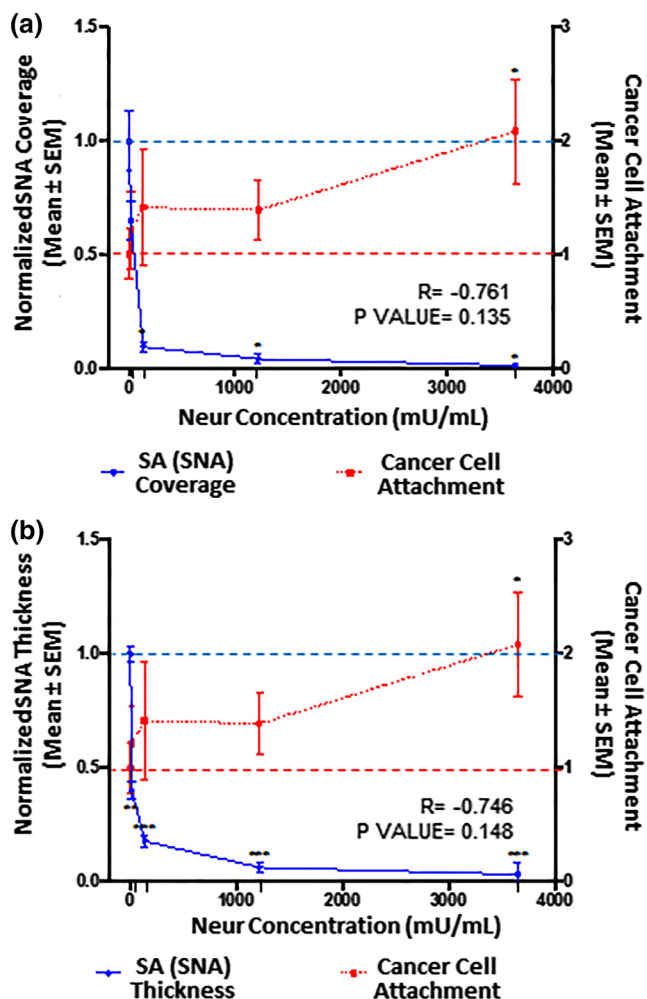 (a)
NormalizedSNA Coverage
(Mean ± SEM)
1.5
1.0
0.5
0.0
3
2
1
0
Cancer Cell Attachment
(Mean ± SEM)
*
*
*
*
R= -0.761
P VALUE= 0.135
0
1000
2000
3000
4000
Neur Concentration (mU/mL)
SA (SNA)
Coverage
Cancer Cell
Attachment
(b)
NormalizedSNA Thickness
(Mean ± SEM)
1.5
1.0
0.5
0.0
3
2
1
0
Cancer Cell Attachment
(Mean ± SEM)
*
R= -0.746
P VALUE= 0.148
**
***
***
0
1000
2000
3000
4000
Neur Concentration (mU/mL)
SA (SNA)
Thickness
Cancer Cell
Attachment